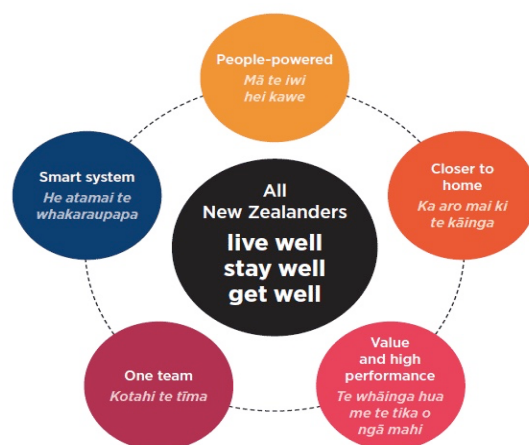 People-powered
Mā te iwi
hei kawe
Closer to
home
Ka aro mai ki
te kāinga
Value
and high
performance
Te whāinga hua
me te tika o
ngā mahi
One team
Kotahi te tīma
Smart system
He atamai te
whakaraupapa
All
New Zealanders
live well
stay well
get well